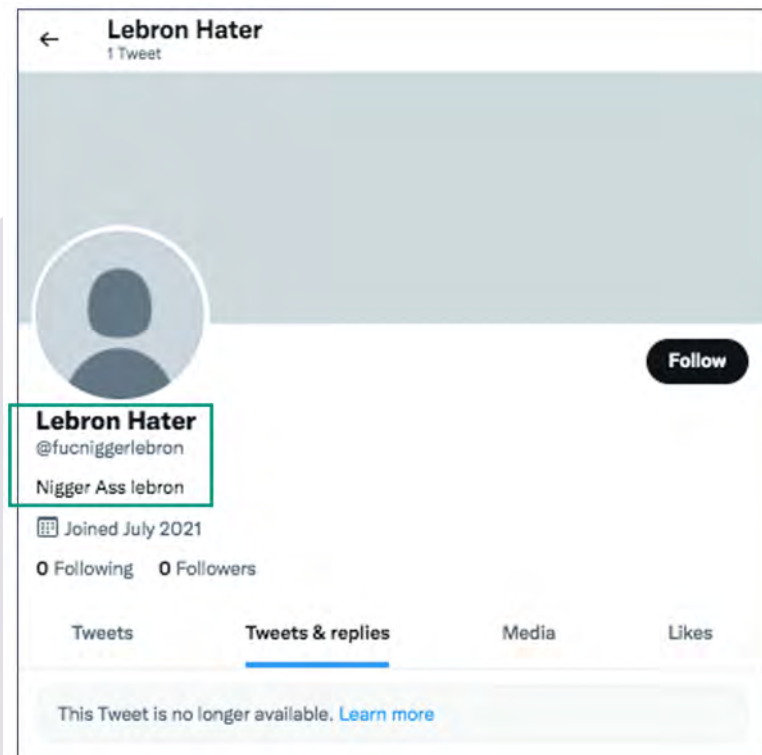 Lebron Hater
1 Tweet
Follow
Lebron Hater
@fucniggerlebron
Nigger Ass lebron
Joined July 2021
0 Following 0 Followers
Tweets Tweets & replies Media Likes
This Tweet is no longer available. Learn more